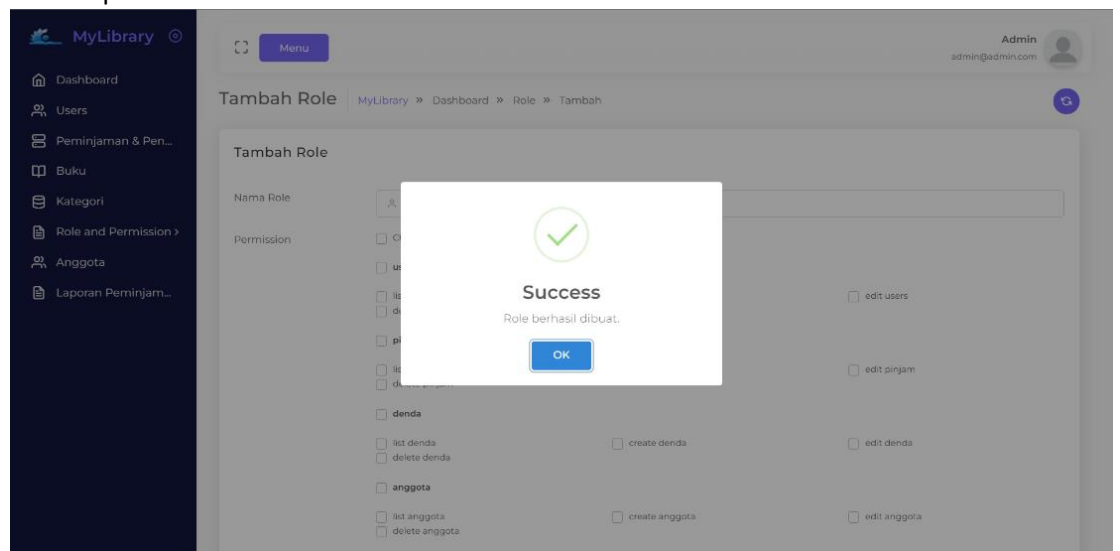 MyLibrary
Dashboard
Users
Peminjaman & Pen...
Buku
Kategori
Role and Permission >
Anggota
Laporan Peminjam...
Menu
Admin
admin@admin.com
Tambah Role
MyLibrary » Dashboard » Role » Tambah
Tambah Role
Nama Role
Permission
edit users
edit pinjam
denda
list denda
create denda
edit denda
delete denda
anggota
list anggota
create anggota
edit anggota
delete anggota
Success
Role berhasil dibuat.
OK